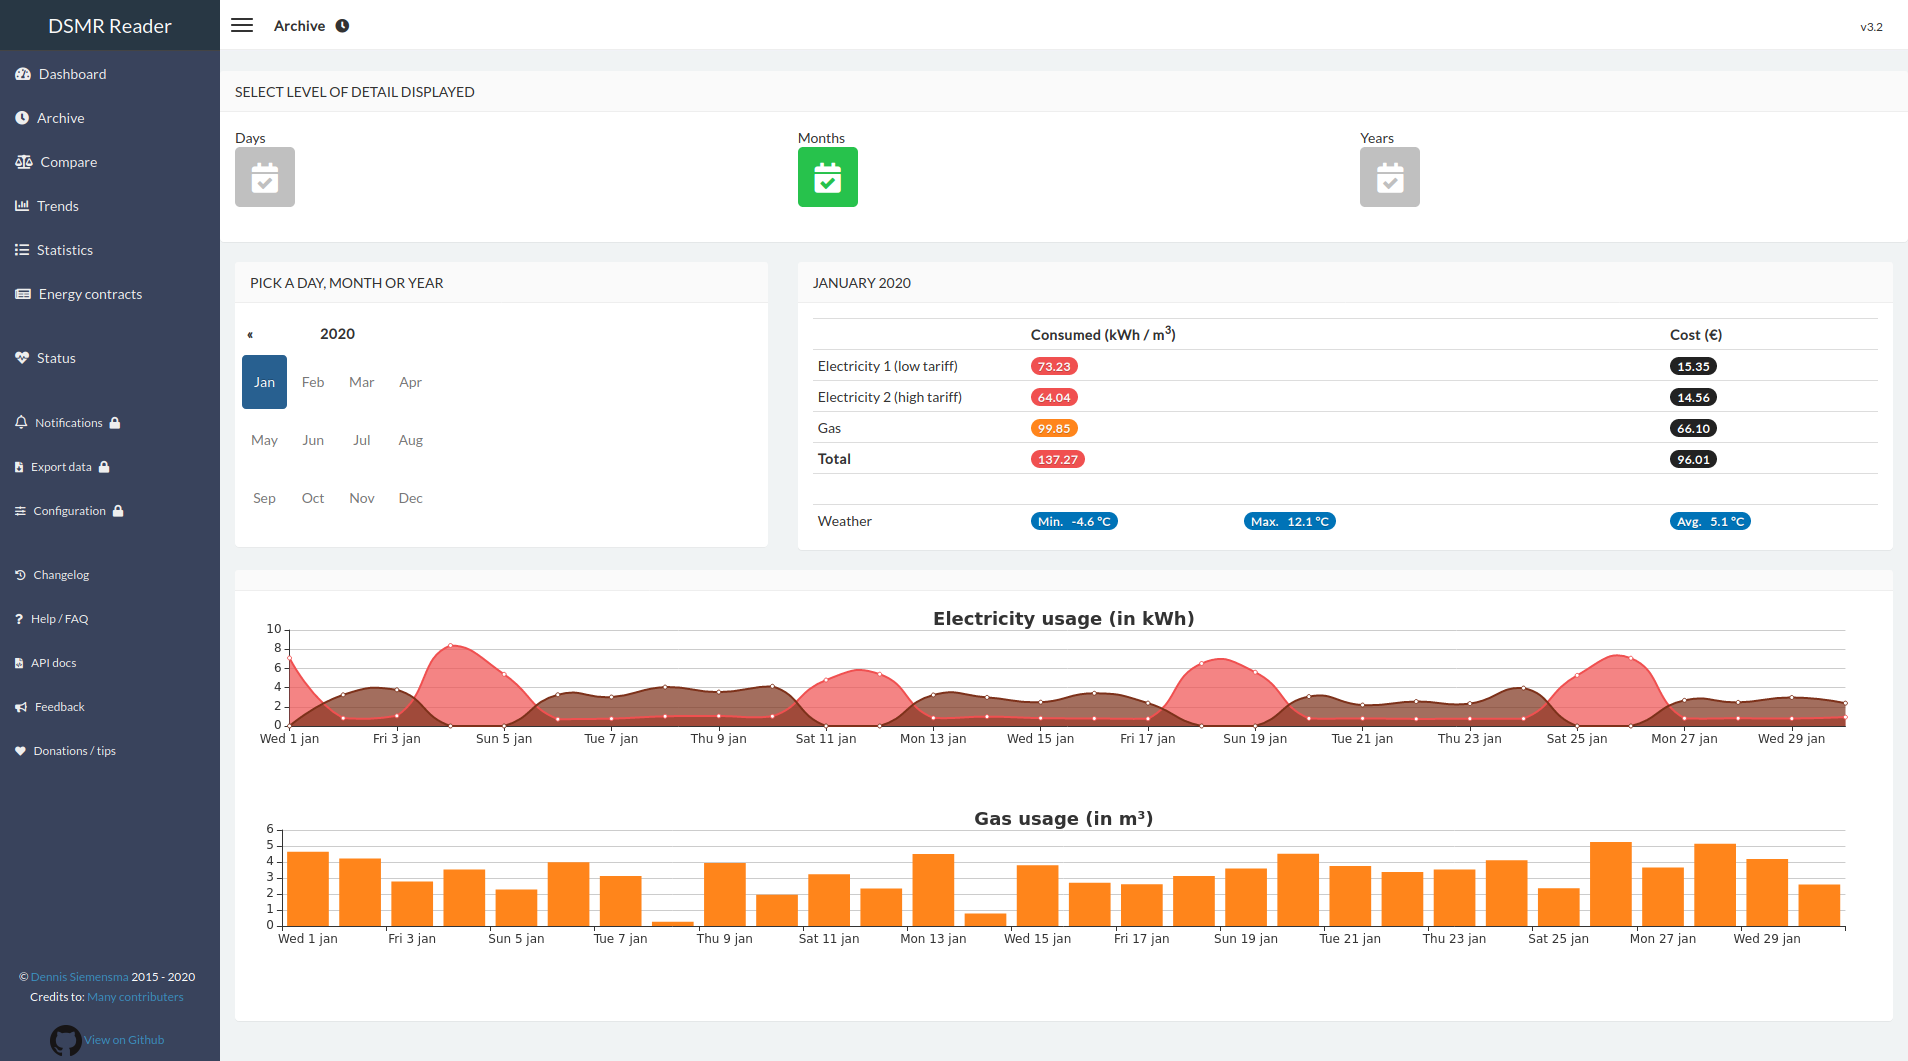 DSMR Reader
Dashboard
Archive
Compare
Trends
Statistics
Energy contracts
Status
Notifications
Export data
Configuration
Changelog
Help / FAQ
API docs
Feedback
Donations / tips
© Dennis Siemensma 2015 - 2020
Credits to: Many contributers
View on Github
Archive
v3.2
SELECT LEVEL OF DETAIL DISPLAYED
Days Months Years
PICK A DAY, MONTH OR YEAR
« 2020
Jan Feb Mar Apr
May Jun Jul Aug
Sep Oct Nov Dec
JANUARY 2020
Consumed (kWh / m³) Cost (€)
Electricity 1 (low tariff) 73.23 15.35
Electricity 2 (high tariff) 64.04 14.56
Gas 99.85 66.10
Total 137.27 96.01
Weather Min. -4.6 °C Max. 12.1 °C Avg. 5.1 °C
Electricity usage (in kWh)
10
8
6
4
2
0
Wed 1 jan Fri 3 jan Sun 5 jan Tue 7 jan Thu 9 jan Sat 11 jan Mon 13 jan Wed 15 jan Fri 17 jan Sun 19 jan Tue 21 jan Thu 23 jan Sat 25 jan Mon 27 jan Wed 29 jan
Gas usage (in m³)
6
5
4
3
2
1
0
Wed 1 jan Fri 3 jan Sun 5 jan Tue 7 jan Thu 9 jan Sat 11 jan Mon 13 jan Wed 15 jan Fri 17 jan Sun 19 jan Tue 21 jan Thu 23 jan Sat 25 jan Mon 27 jan Wed 29 jan